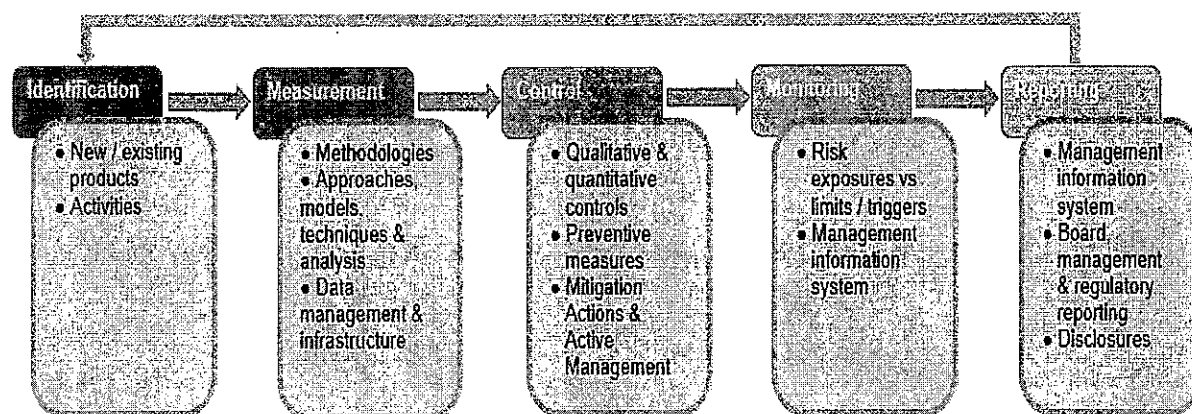 Identification
Measurement
Control
Monitoring
Reporting
• New / existing
products
• Activities
• Methodologies
• Approaches,
models,
techniques &
analysis
• Data
management &
infrastructure
• Qualitative &
quantitative
controls
• Preventive
measures
• Mitigation
Actions &
Active
Management
• Risk
exposures vs
limits / triggers
• Management
information
system
• Management
information
system
• Board,
management
& regulatory
reporting
• Disclosures